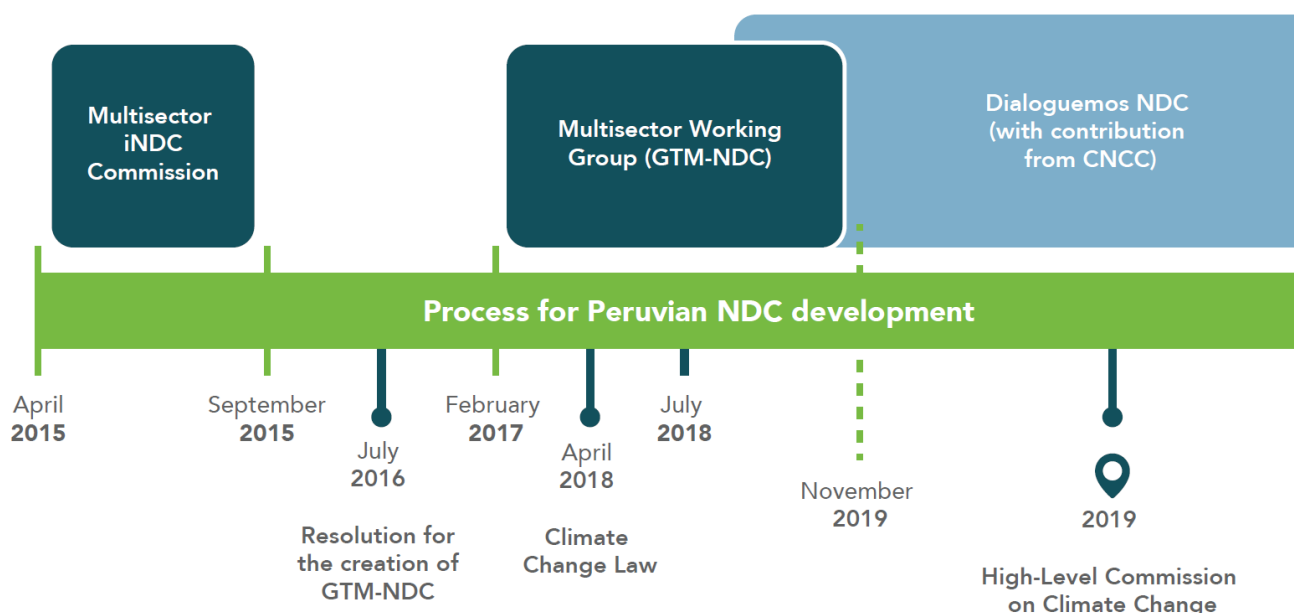 Multisector
iNDC
Commission
Multisector Working
Group (GTM-NDC)
Dialoguemos NDC
(with contribution
from CNCC)
Process for Peruvian NDC development
April
2015
September
2015
July
2016
Resolution for
the creation of
GTM-NDC
February
2017
April
2018
Climate
Change Law
July
2018
November
2019
2019
High-Level Commission
on Climate Change